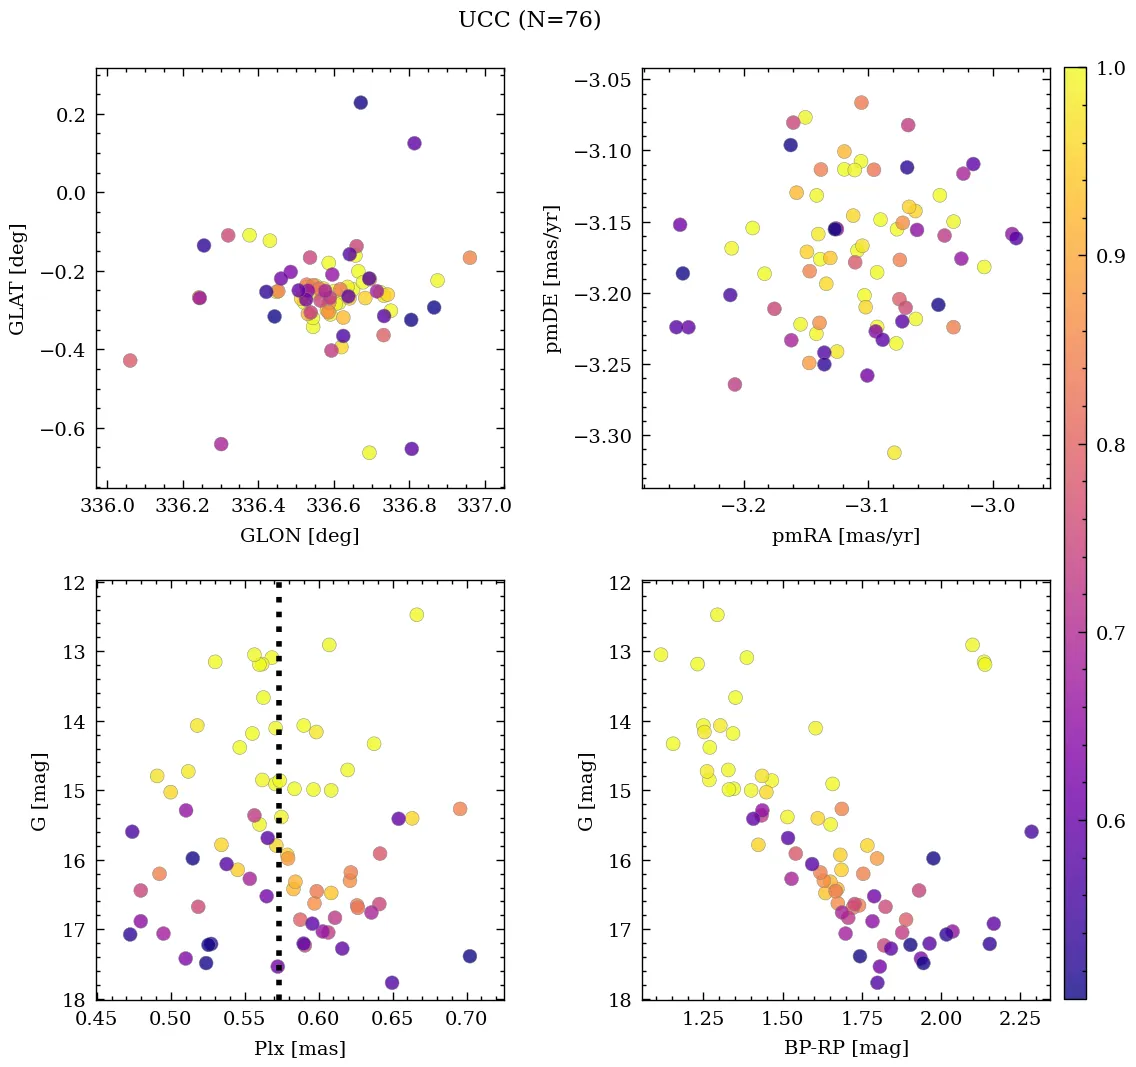 UCC (N=76)
0.2
0.0
−0.2
−0.4
−0.6
GLAT [deg]
336.0 336.2 336.4 336.6 336.8 337.0
GLON [deg]
−3.05
−3.10
−3.15
−3.20
−3.25
−3.30
pmDE [mas/yr]
−3.2 −3.1 −3.0
pmRA [mas/yr]
1.0
0.9
0.8
0.7
0.6
12
13
14
15
16
17
18
G [mag]
0.45 0.50 0.55 0.60 0.65 0.70
Plx [mas]
12
13
14
15
16
17
18
G [mag]
1.25 1.50 1.75 2.00 2.25
BP-RP [mag]